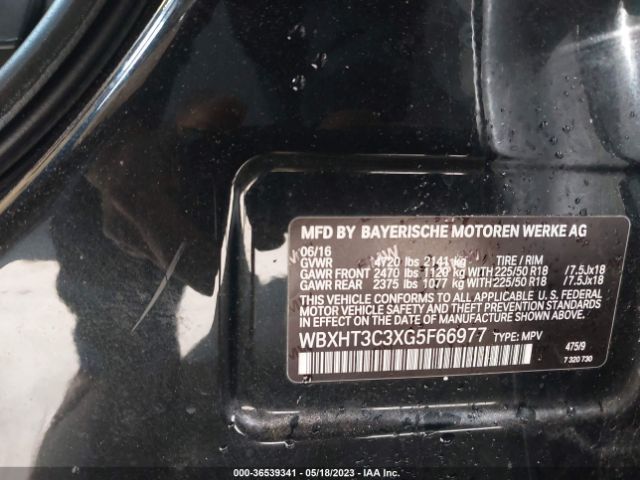 MFD BY BAYERISCHE MOTOREN WERKE AG
06/16
GVWR 4720 lbs 2141 kg TIRE / RIM
GAWR FRONT 2470 lbs 1120 kg WITH 225/50 R18 /7.5Jx18
GAWR REAR 2375 lbs 1077 kg WITH 225/50 R18 /7.5Jx18
THIS VEHICLE CONFORMS TO ALL APPLICABLE U. S. FEDERAL
MOTOR VEHICLE SAFETY AND THEFT PREVENTION STANDARDS
IN EFFECT ON THE DATE OF MANUFACTURE SHOWN ABOVE.
WBXHT3C3XG5F66977 TYPE: MPV
475/9
7 320 730
000-36539341 / 05/18/2023 / IAA Inc.